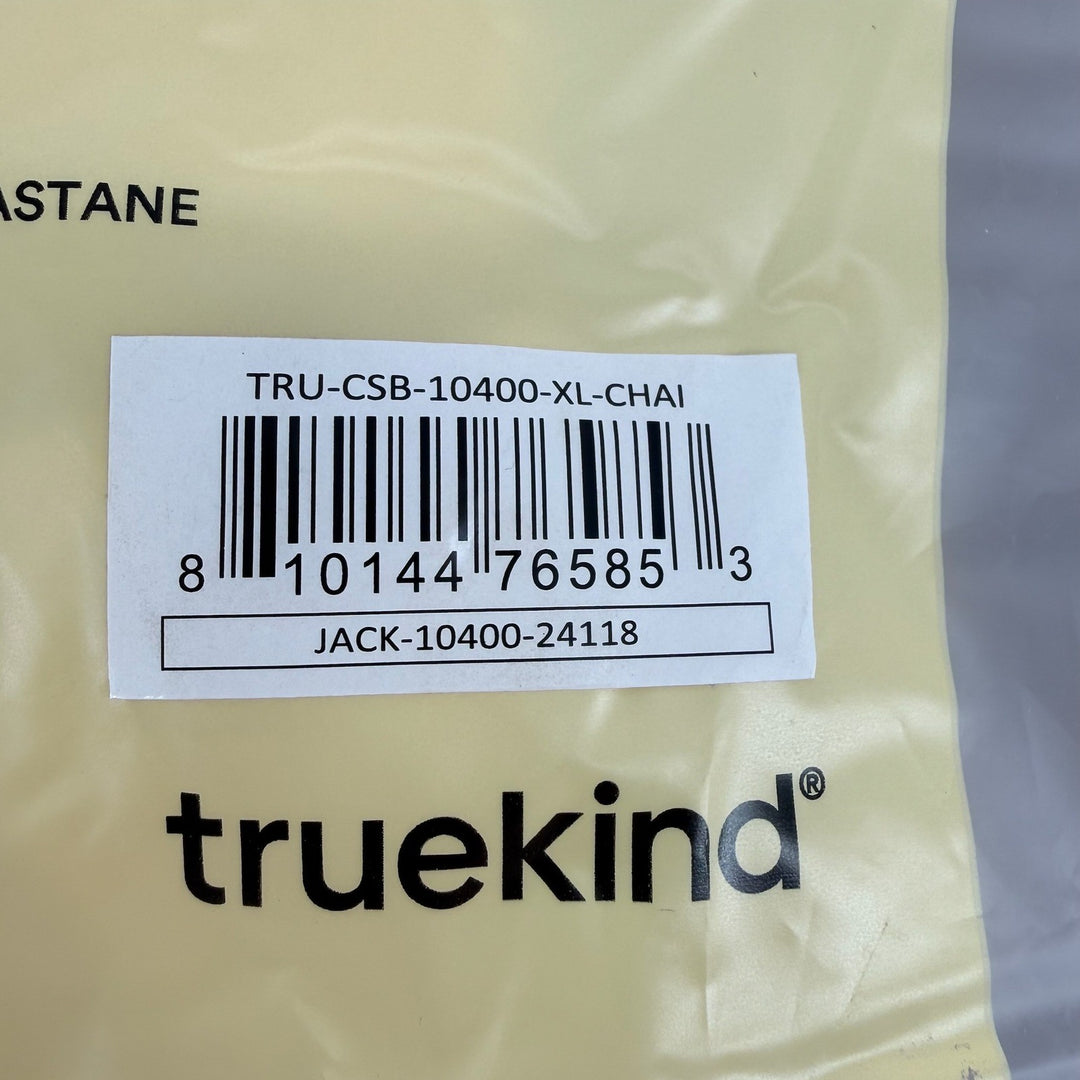 ASTANE
TRU-CSB-10400-XL-CHAI
8 10144 76585 3
JACK-10400-24118
truekind®